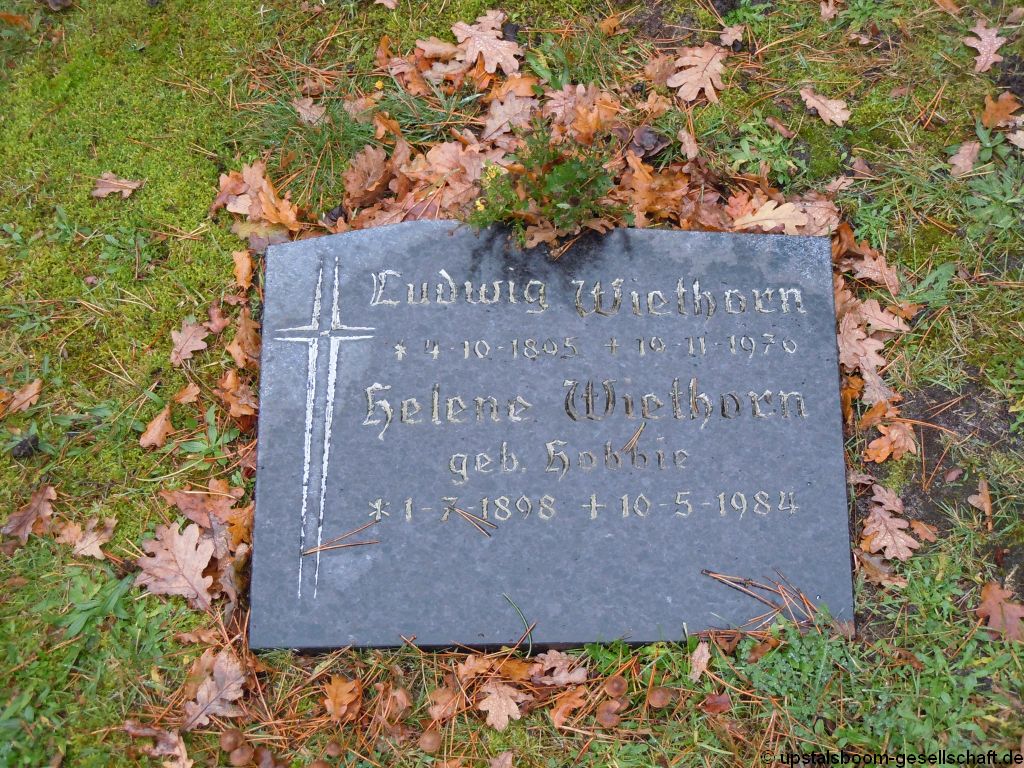 Ludwig Wiethorn
* 4-10-1895 + 19-11-1970
Helene Wiethorn
geb. Hobbie
*1-7-1898 +10-5-1984
© upstalsboom-gesellschaft.de